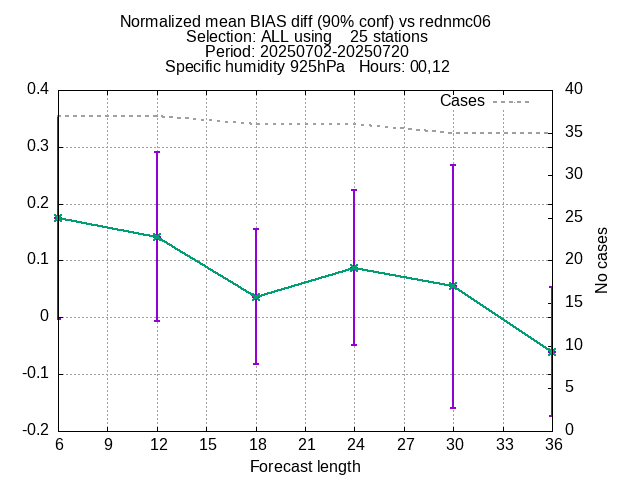 Normalized mean BIAS diff (90% conf) vs rednmc06
Selection: ALL using    25 stations
Period: 20250702-20250720
Specific humidity 925hPa   Hours: 00,12
Cases
0.4
0.3
0.2
0.1
0
-0.1
-0.2
40
35
30
25
20
15
10
5
0
No cases
6 9 12 15 18 21 24 27 30 33 36
Forecast length